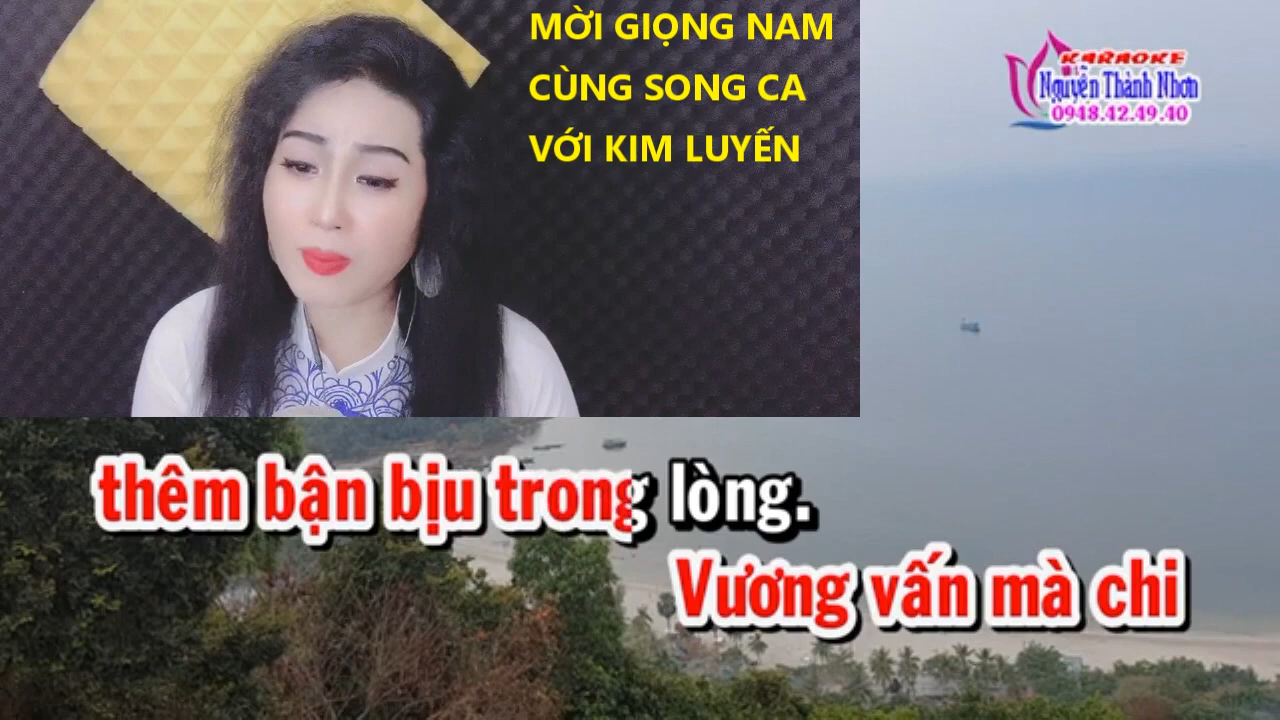 MỜI GIỌNG NAM
CÙNG SONG CA
VỚI KIM LUYẾN
KARAOKE
Nguyễn Thành Nhơn
0948.42.49.40
thêm bận bịu trong lòng.
Vương vấn mà chi